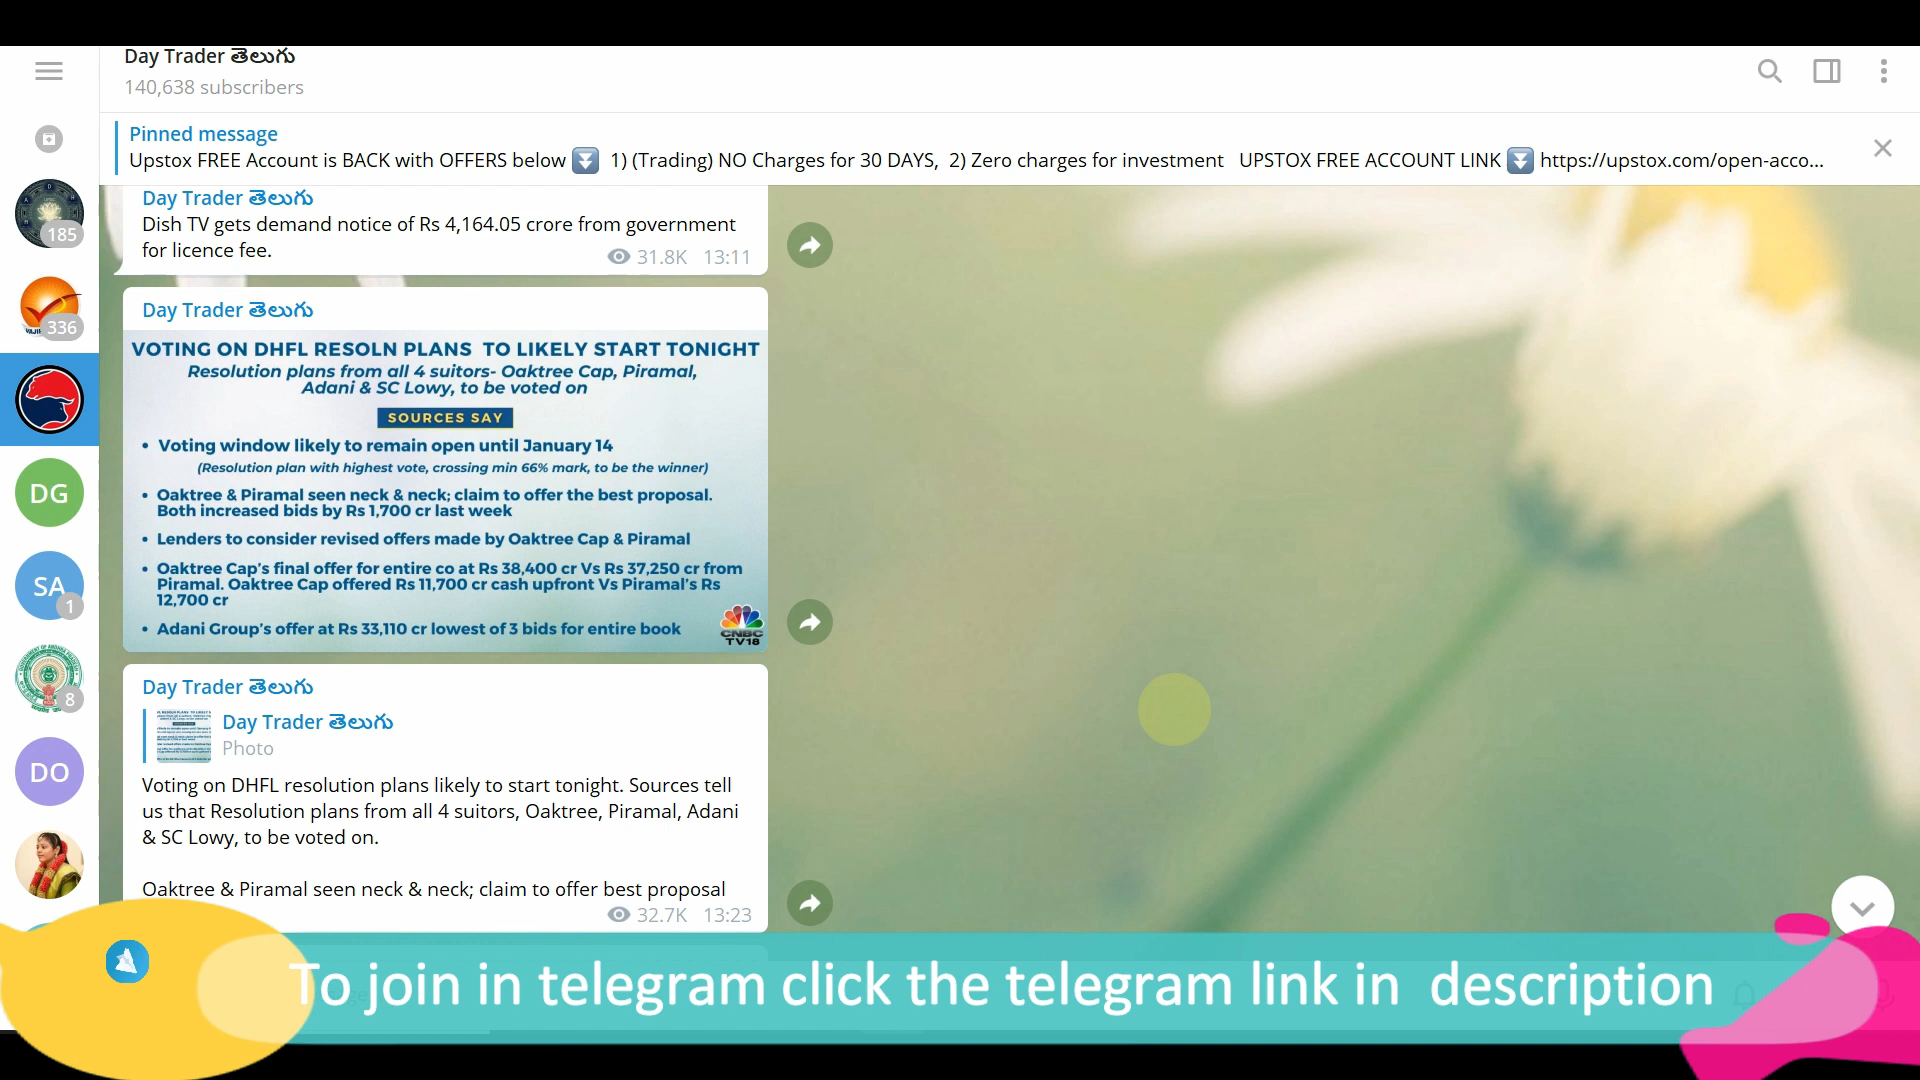 Day Trader తెలుగు
140,638 subscribers
Pinned message
Upstox FREE Account is BACK with OFFERS below ⏬ 1) (Trading) NO Charges for 30 DAYS, 2) Zero charges for investment UPSTOX FREE ACCOUNT LINK ⏬ https://upstox.com/open-acco...
Day Trader తెలుగు
Dish TV gets demand notice of Rs 4,164.05 crore from government
for licence fee.
31.8K 13:11
Day Trader తెలుగు
VOTING ON DHFL RESOLN PLANS TO LIKELY START TONIGHT
Resolution plans from all 4 suitors- Oaktree Cap, Piramal,
Adani & SC Lowy, to be voted on
SOURCES SAY
• Voting window likely to remain open until January 14
(Resolution plan with highest vote, crossing min 66% mark, to be the winner)
• Oaktree & Piramal seen neck & neck; claim to offer the best proposal.
Both increased bids by Rs 1,700 cr last week
• Lenders to consider revised offers made by Oaktree Cap & Piramal
• Oaktree Cap's final offer for entire co at Rs 38,400 cr Vs Rs 37,250 cr from
Piramal. Oaktree Cap offered Rs 11,700 cr cash upfront Vs Piramal's Rs
12,700 cr
• Adani Group's offer at Rs 33,110 cr lowest of 3 bids for entire book
CNBC
TV18
Day Trader తెలుగు
Day Trader తెలుగు
Photo
Voting on DHFL resolution plans likely to start tonight. Sources tell
us that Resolution plans from all 4 suitors, Oaktree, Piramal, Adani
& SC Lowy, to be voted on.
Oaktree & Piramal seen neck & neck; claim to offer best proposal
32.7K 13:23
185
336
DG
SA
1
8
DO
To join in telegram click the telegram link in description